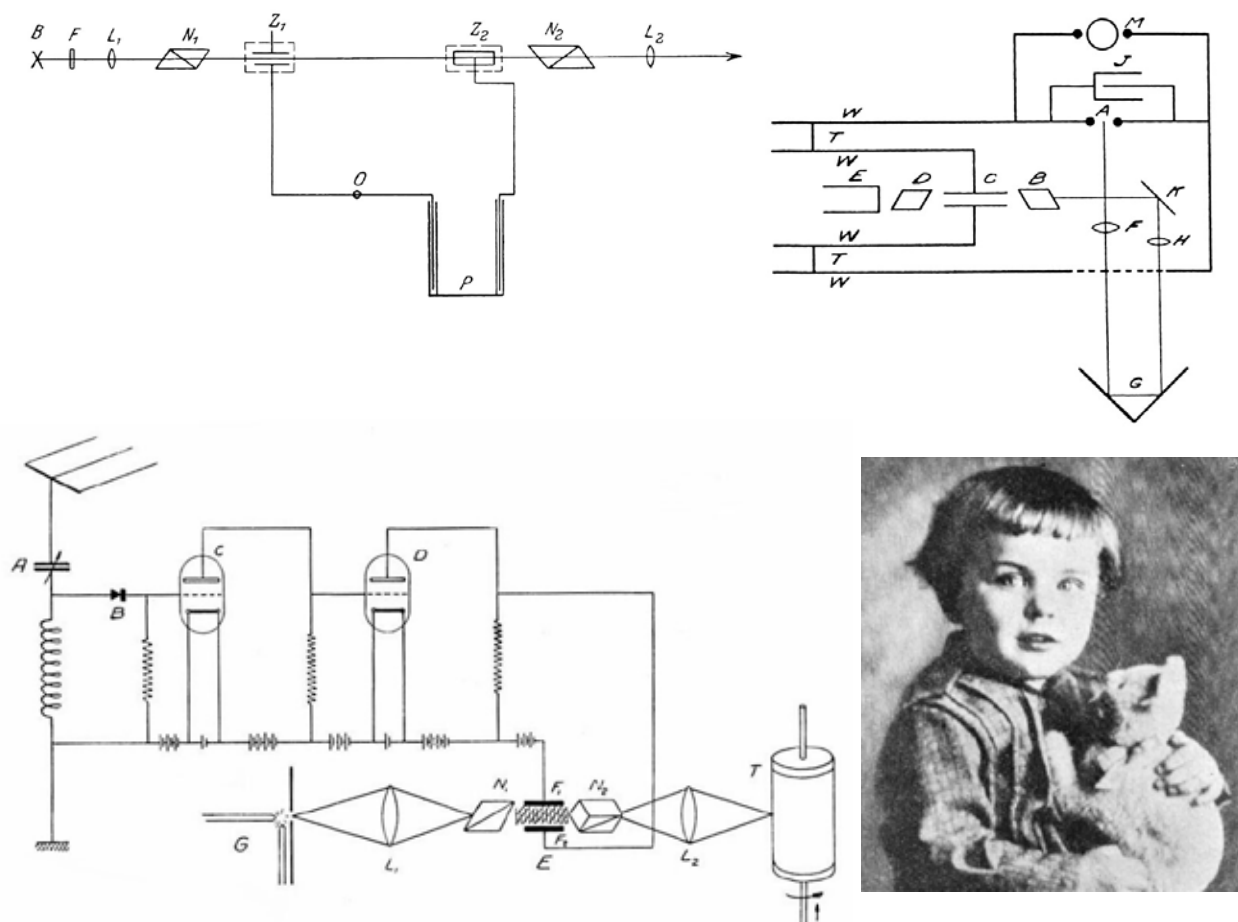 B F L₁ N₁ Z₁ Z₂ N₂ L₂
O
P
M
J
W A
T
W
E D C B K
F H
W
T
W
G
A
B
C D
T
N₁ F₁ N₂
G
L₁ E F₂ L₂